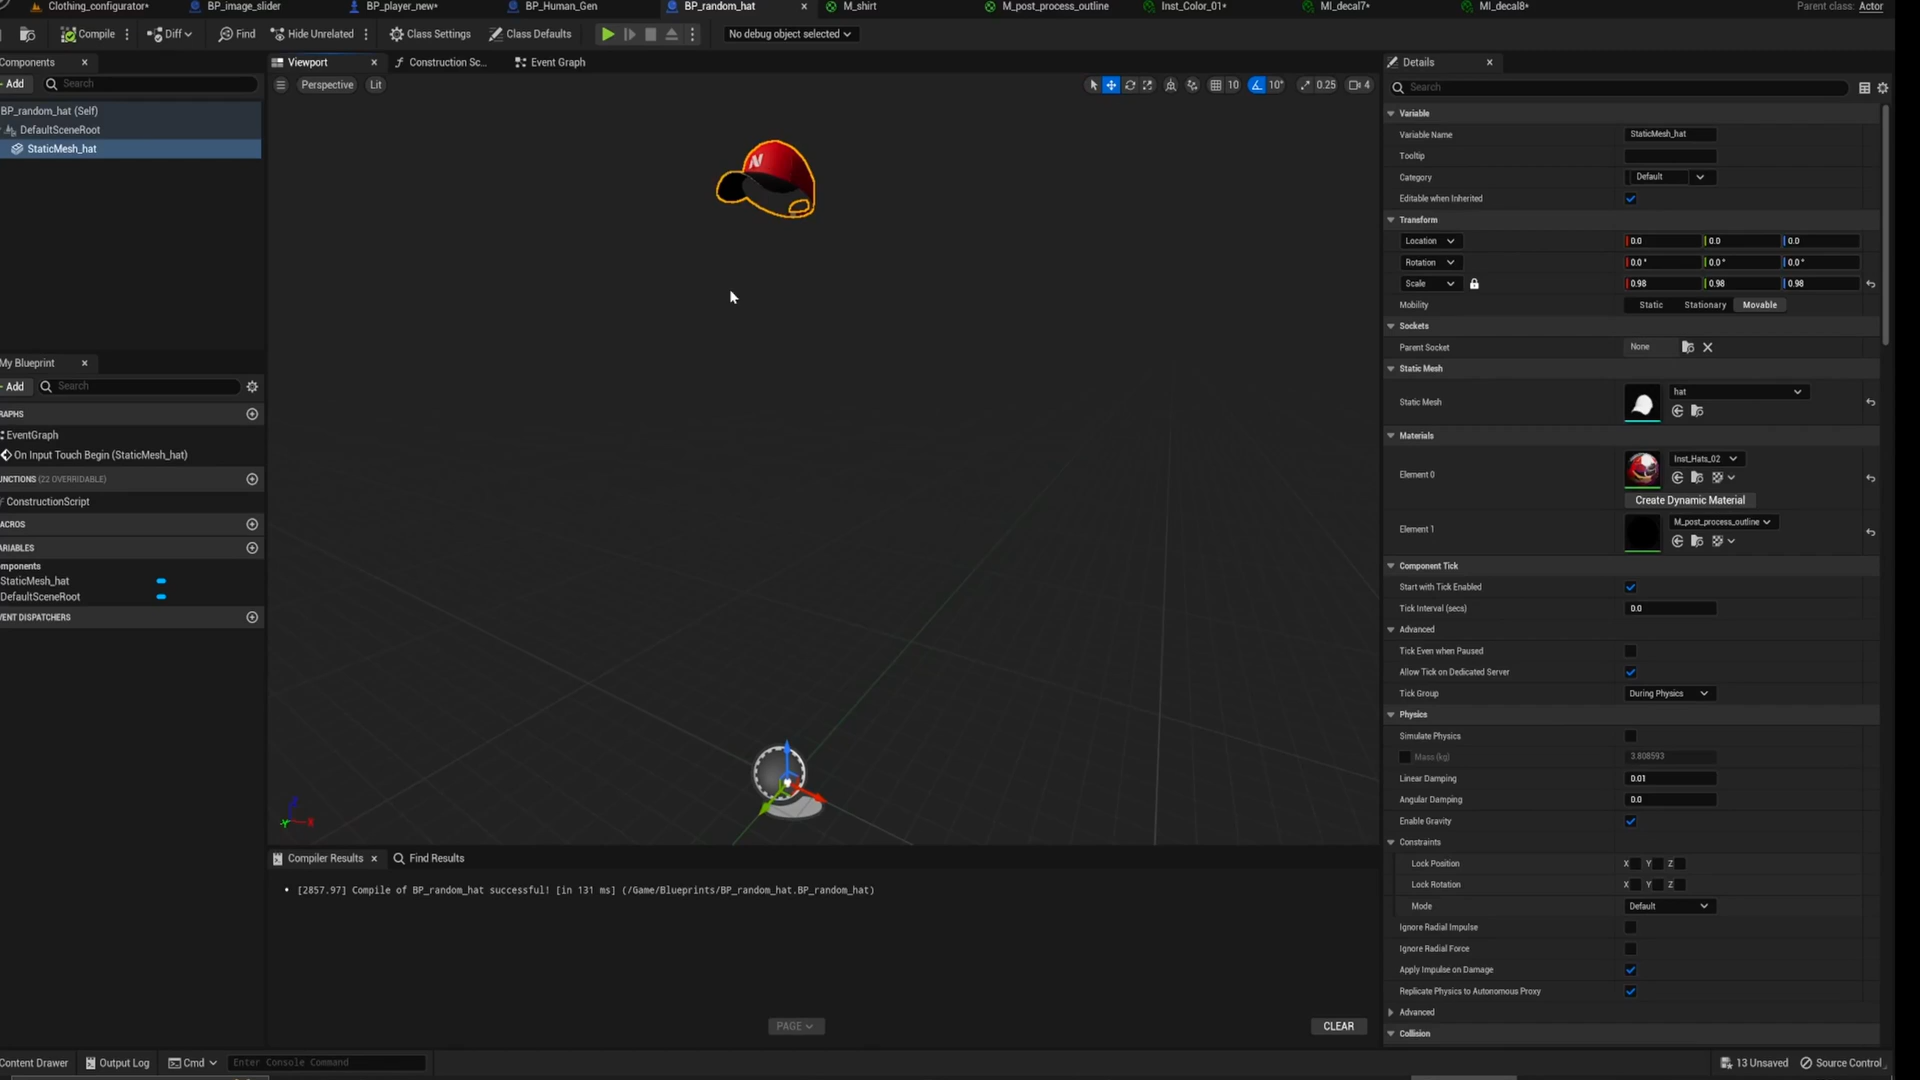 Clothing_configurator*
BP_image_slider
BP_player_new*
BP_Human_Gen
BP_random_hat
M_shirt
M_post_process_outline
Inst_Color_01*
MI_decal7*
MI_decal8*
Parent class: Actor
Compile
Diff
Find
Hide Unrelated
Class Settings
Class Defaults
No debug object selected
Components
Viewport
Construction Sc...
Event Graph
Details
Add
Search
Perspective
Lit
10
10°
0.25
4
Search
BP_random_hat (Self)
DefaultSceneRoot
StaticMesh_hat
N
Variable
Variable Name
StaticMesh_hat
Tooltip
Category
Default
Editable when Inherited
Transform
Location
0.0
0.0
0.0
Rotation
0.0 °
0.0 °
0.0 °
Scale
0.98
0.98
0.98
Mobility
Static
Stationary
Movable
Sockets
Parent Socket
None
Static Mesh
Static Mesh
hat
Materials
Element 0
Inst_Hats_02
Create Dynamic Material
Element 1
M_post_process_outline
Component Tick
Start with Tick Enabled
Tick Interval (secs)
0.0
Advanced
Tick Even when Paused
Allow Tick on Dedicated Server
Tick Group
During Physics
Physics
Simulate Physics
Mass (kg)
3.808593
Linear Damping
0.01
Angular Damping
0.0
Enable Gravity
Constraints
Lock Position
X
Y
Z
Lock Rotation
X
Y
Z
Mode
Default
Ignore Radial Impulse
Ignore Radial Force
Apply Impulse on Damage
Replicate Physics to Autonomous Proxy
Advanced
Collision
My Blueprint
Add
Search
RAPHS
EventGraph
On Input Touch Begin (StaticMesh_hat)
UNCTIONS (22 OVERRIDABLE)
ConstructionScript
ACROS
ARIABLES
mponents
StaticMesh_hat
DefaultSceneRoot
VENT DISPATCHERS
Compiler Results
Find Results
[2857.97] Compile of BP_random_hat successful! [in 131 ms] (/Game/Blueprints/BP_random_hat.BP_random_hat)
PAGE
CLEAR
Content Drawer
Output Log
Cmd
Enter Console Command
13 Unsaved
Source Control